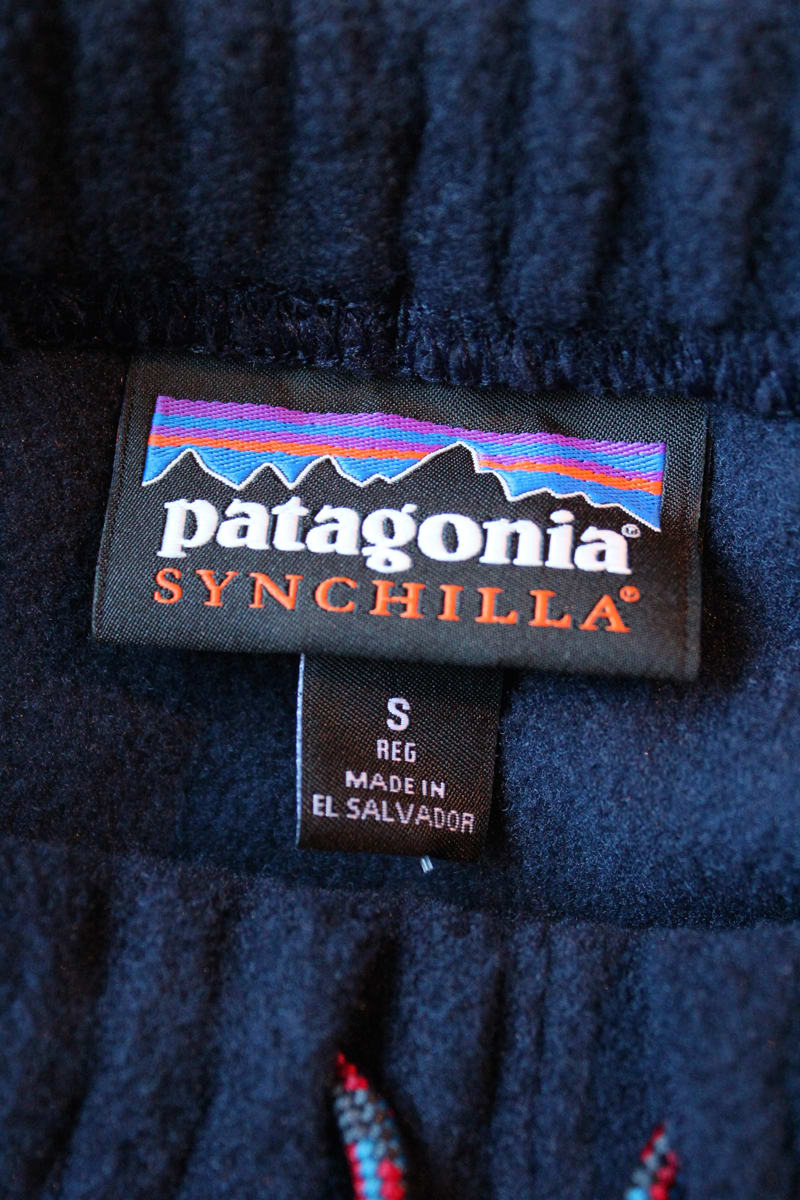 patagonia®
SYNCHILLA®
S
REG
MADE IN
EL SALVADOR